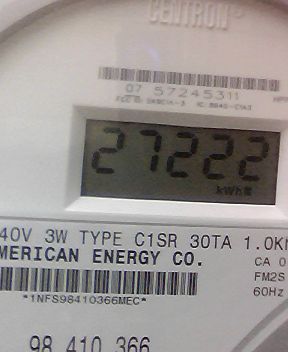 CENTRON®
07 57245311
27222
kWh
40V 3W TYPE C1SR 30TA 1.0K
MERICAN ENERGY CO.
CA 0
*1NFS98410366MEC*
FM2S
60Hz
98 410 366